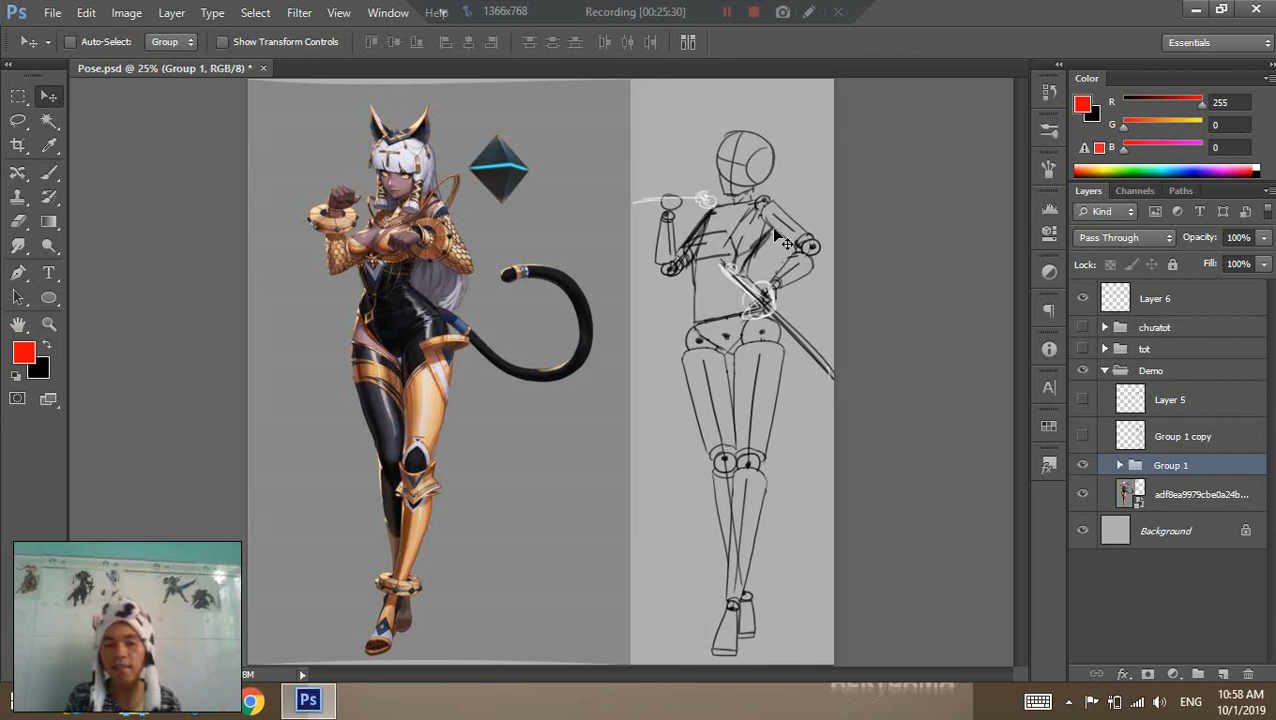 Ps File Edit Image Layer Type Select Filter View Window Help 1366x768 Recording [00:25:30]
Auto-Select: Group Show Transform Controls Essentials
Pose.psd @ 25% (Group 1, RGB/8) * ×
Color
R 255
G 0
B 0
Layers Channels Paths
Kind
Pass Through Opacity: 100%
Lock: Fill: 100%
Layer 6
churatot
tot
Demo
Layer 5
Group 1 copy
Group 1
adf8ea9979cbe0a24b...
Background
8M
Ps
ENG
10:58 AM
10/1/2019